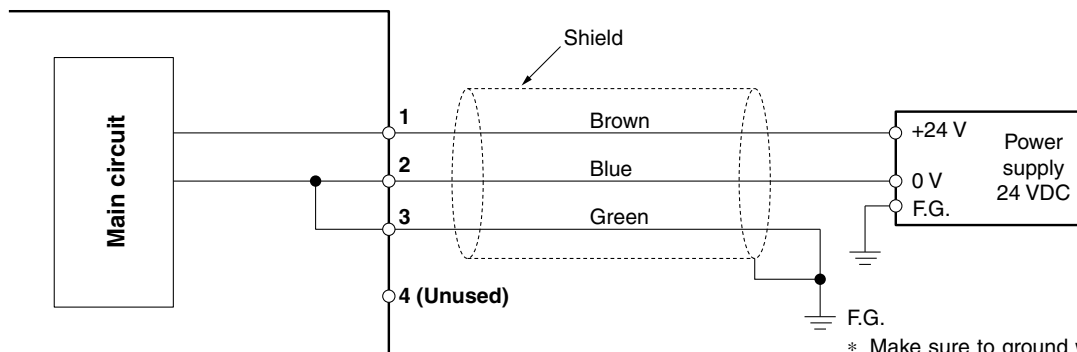 Shield
Main circuit
1
Brown
+24 V
Power
supply
24 VDC
2
Blue
0 V
F.G.
3
Green
4 (Unused)
F.G.
* Make sure to ground